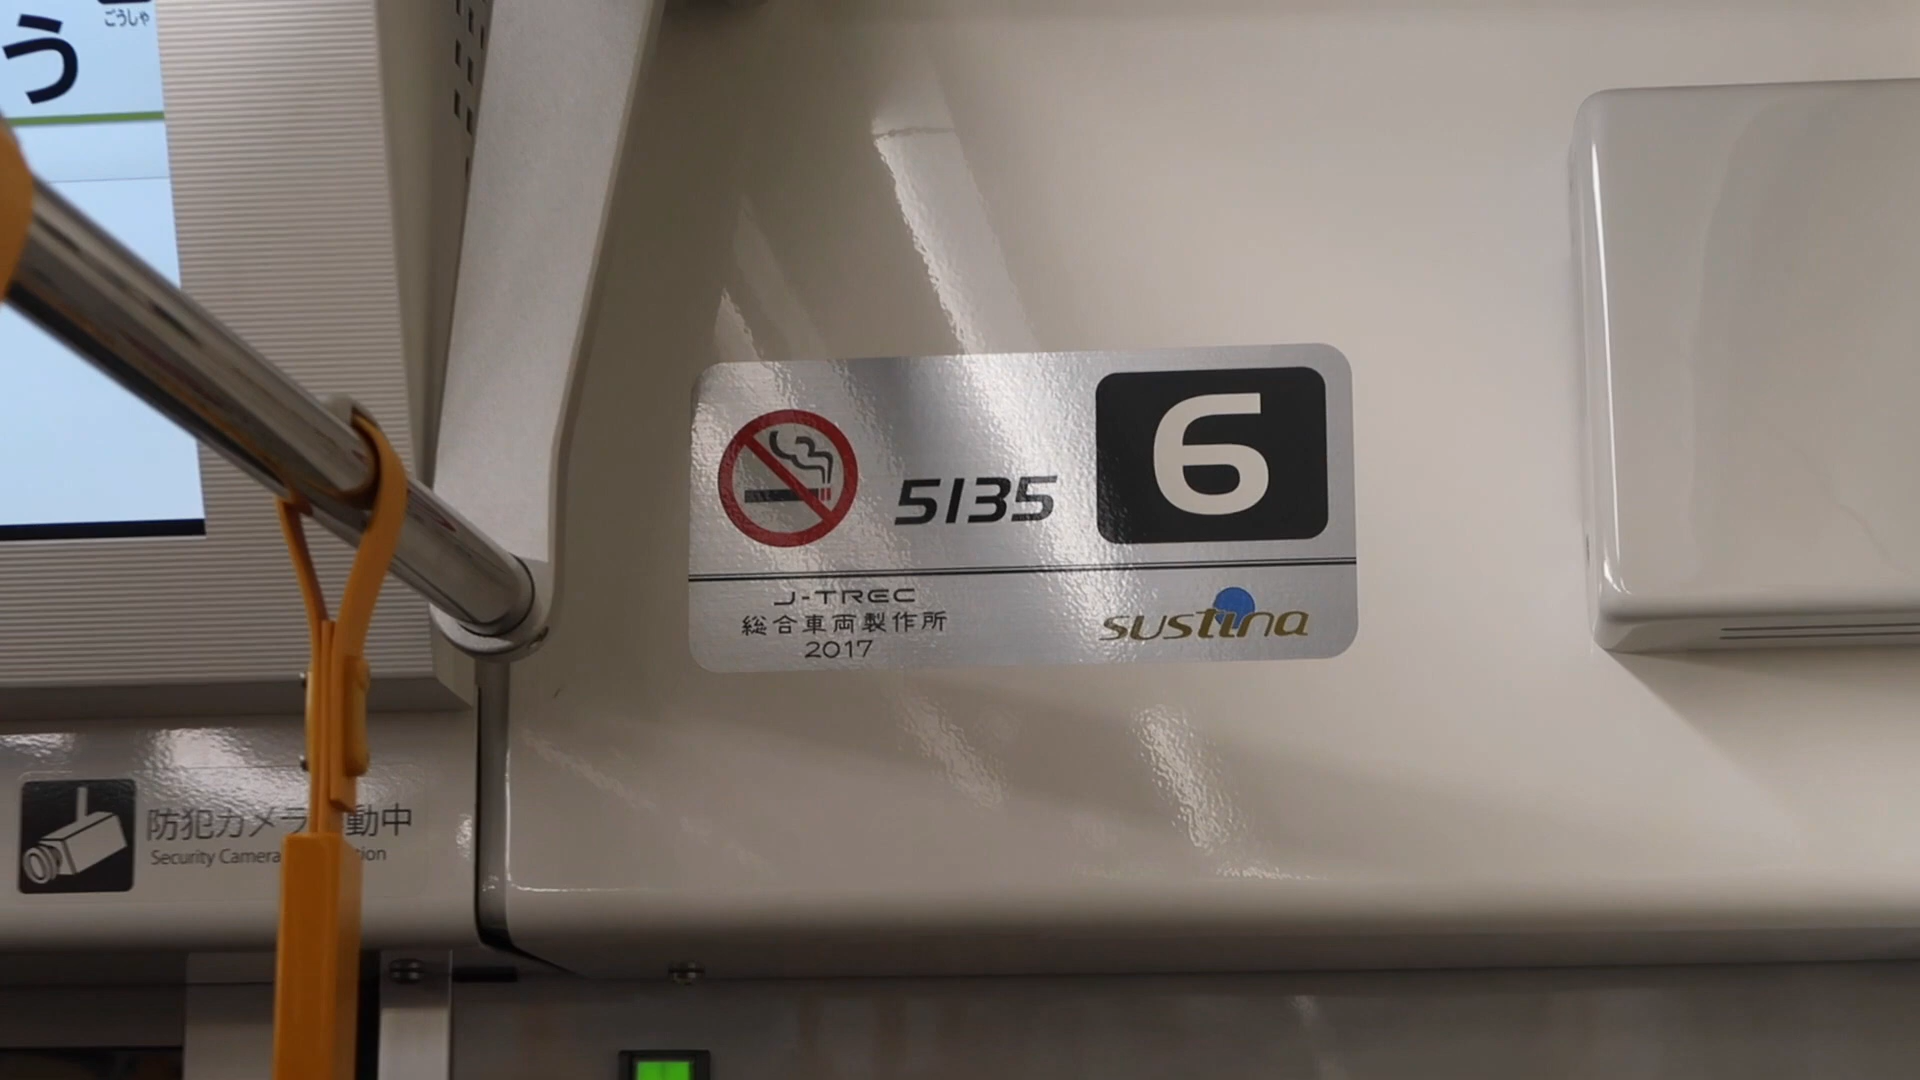 ごうしゃ
う
5135
6
J-TREC
総合車両製作所
2017
sustina
防犯カメラ 動中
Security Camera tion